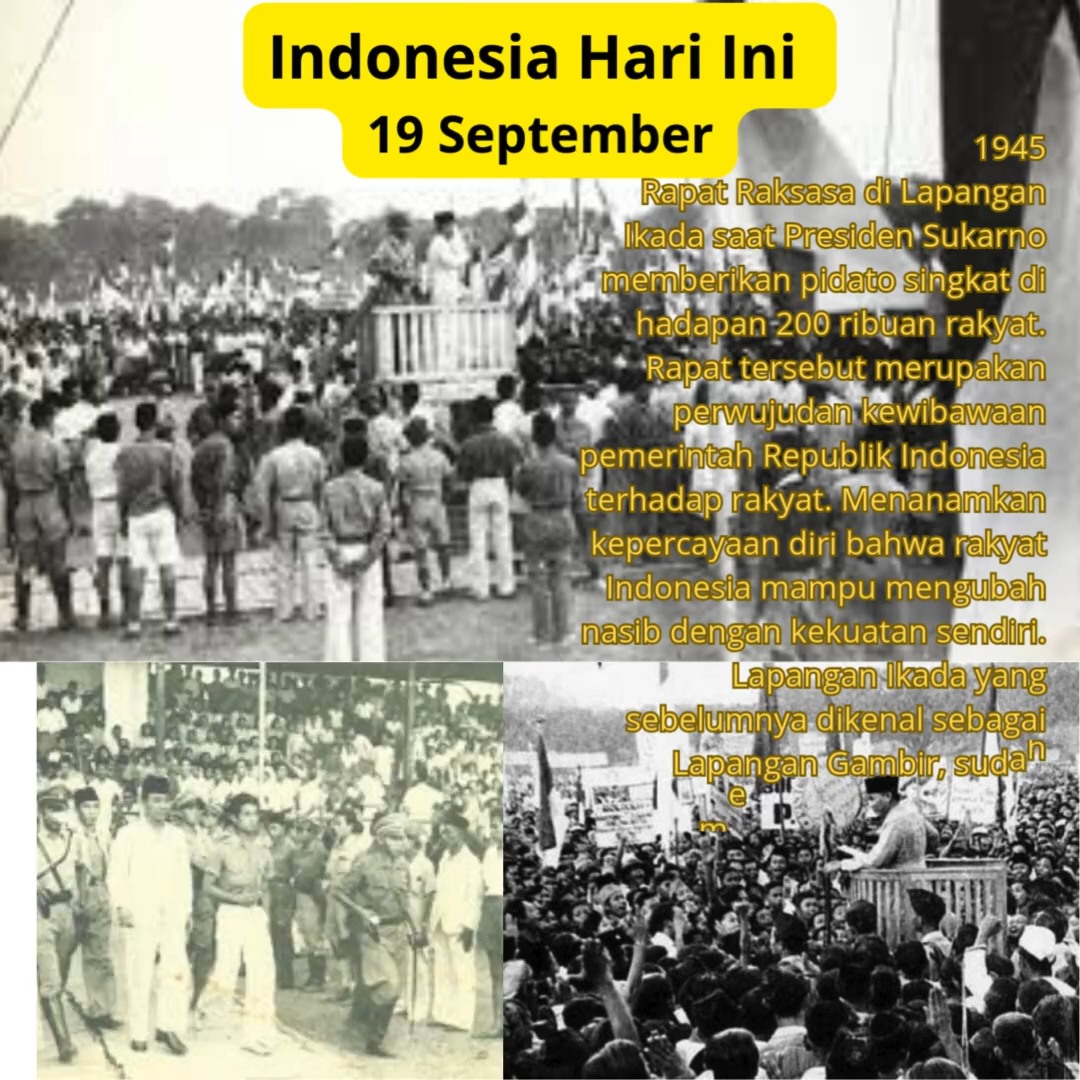 Indonesia Hari Ini
19 September
1945
Rapat Raksasa di Lapangan
Ikada saat Presiden Sukarno
memberikan pidato singkat di
hadapan 200 ribuan rakyat.
Rapat tersebut merupakan
perwujudan kewibawaan
pemerintah Republik Indonesia
terhadap rakyat. Menanamkan
kepercayaan diri bahwa rakyat
Indonesia mampu mengubah
nasib dengan kekuatan sendiri.
Lapangan Ikada yang
sebelumnya dikenal sebagai
Lapangan Gambir, sudah
e
m